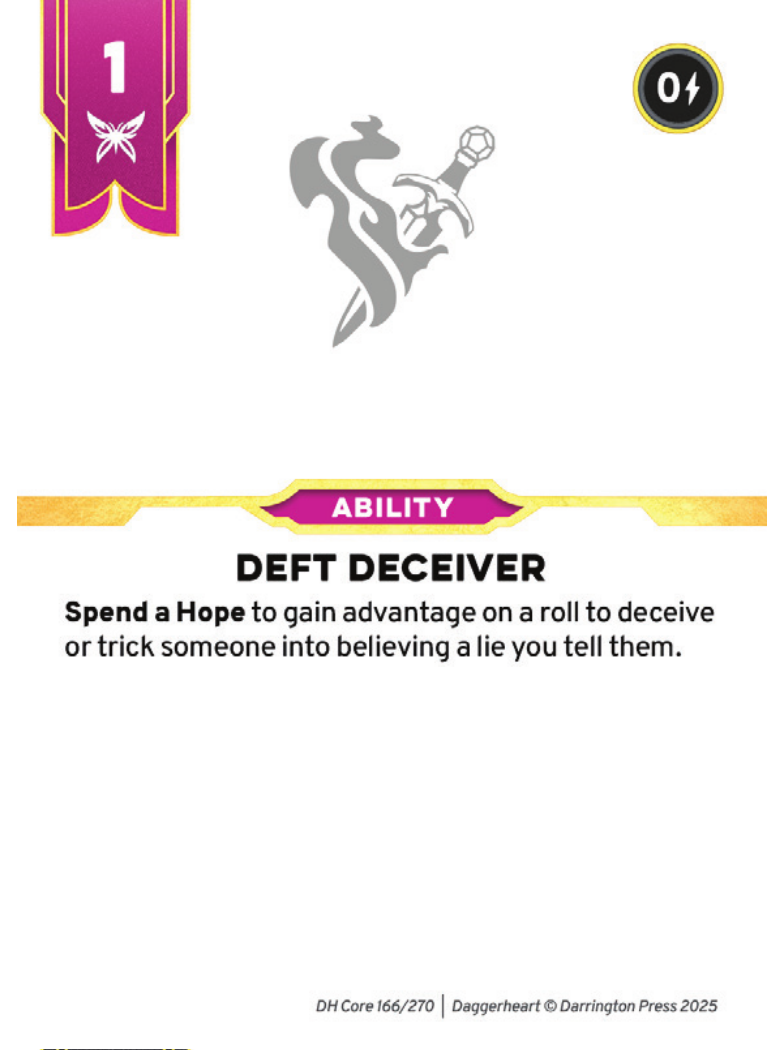 1
0
ABILITY
DEFT DECEIVER
Spend a Hope to gain advantage on a roll to deceive
or trick someone into believing a lie you tell them.
DH Core 166/270 | Daggerheart © Darrington Press 2025